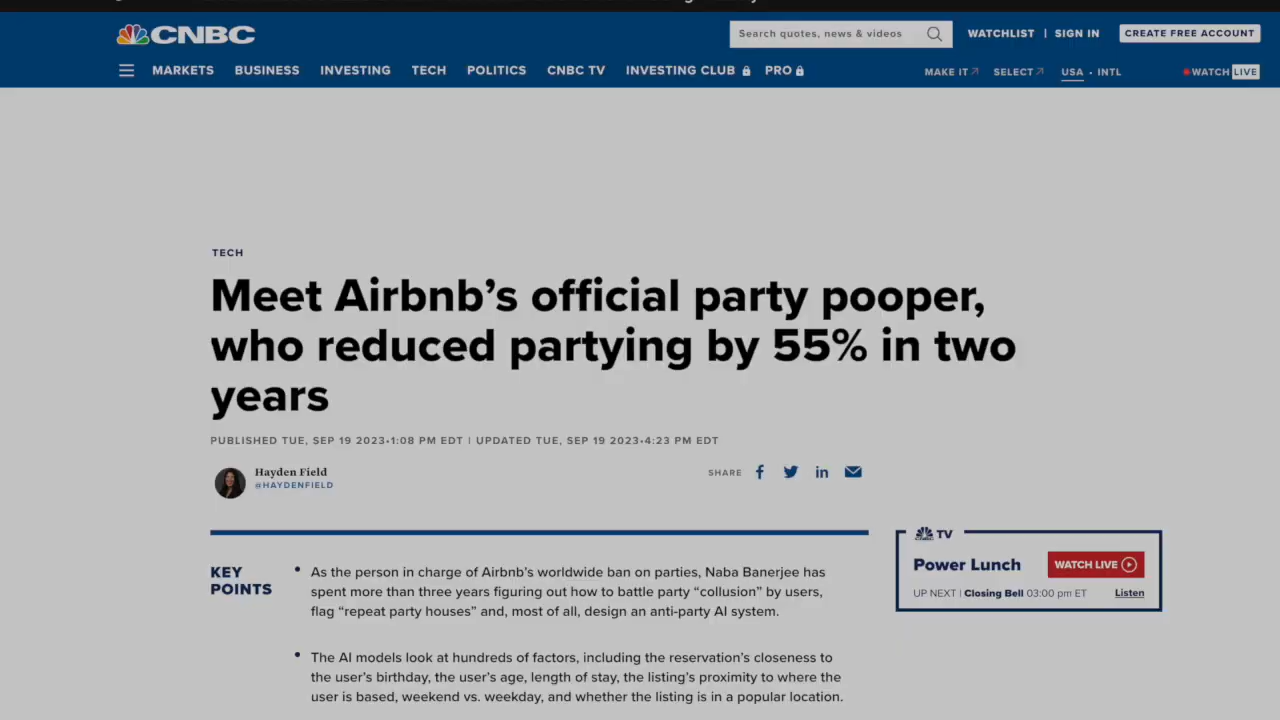 CNBC
Search quotes, news & videos
WATCHLIST | SIGN IN
CREATE FREE ACCOUNT
MARKETS BUSINESS INVESTING TECH POLITICS CNBC TV INVESTING CLUB PRO
MAKE IT SELECT USA • INTL
WATCH LIVE
TECH
Meet Airbnb’s official party pooper,
who reduced partying by 55% in two
years
PUBLISHED TUE, SEP 19 2023•1:08 PM EDT | UPDATED TUE, SEP 19 2023•4:23 PM EDT
Hayden Field
@HAYDENFIELD
SHARE
KEY
POINTS
• As the person in charge of Airbnb’s worldwide ban on parties, Naba Banerjee has
spent more than three years figuring out how to battle party “collusion” by users,
flag “repeat party houses” and, most of all, design an anti-party AI system.
• The AI models look at hundreds of factors, including the reservation’s closeness to
the user’s birthday, the user’s age, length of stay, the listing’s proximity to where the
user is based, weekend vs. weekday, and whether the listing is in a popular location.
CNBC TV
Power Lunch
WATCH LIVE
UP NEXT | Closing Bell 03:00 pm ET
Listen